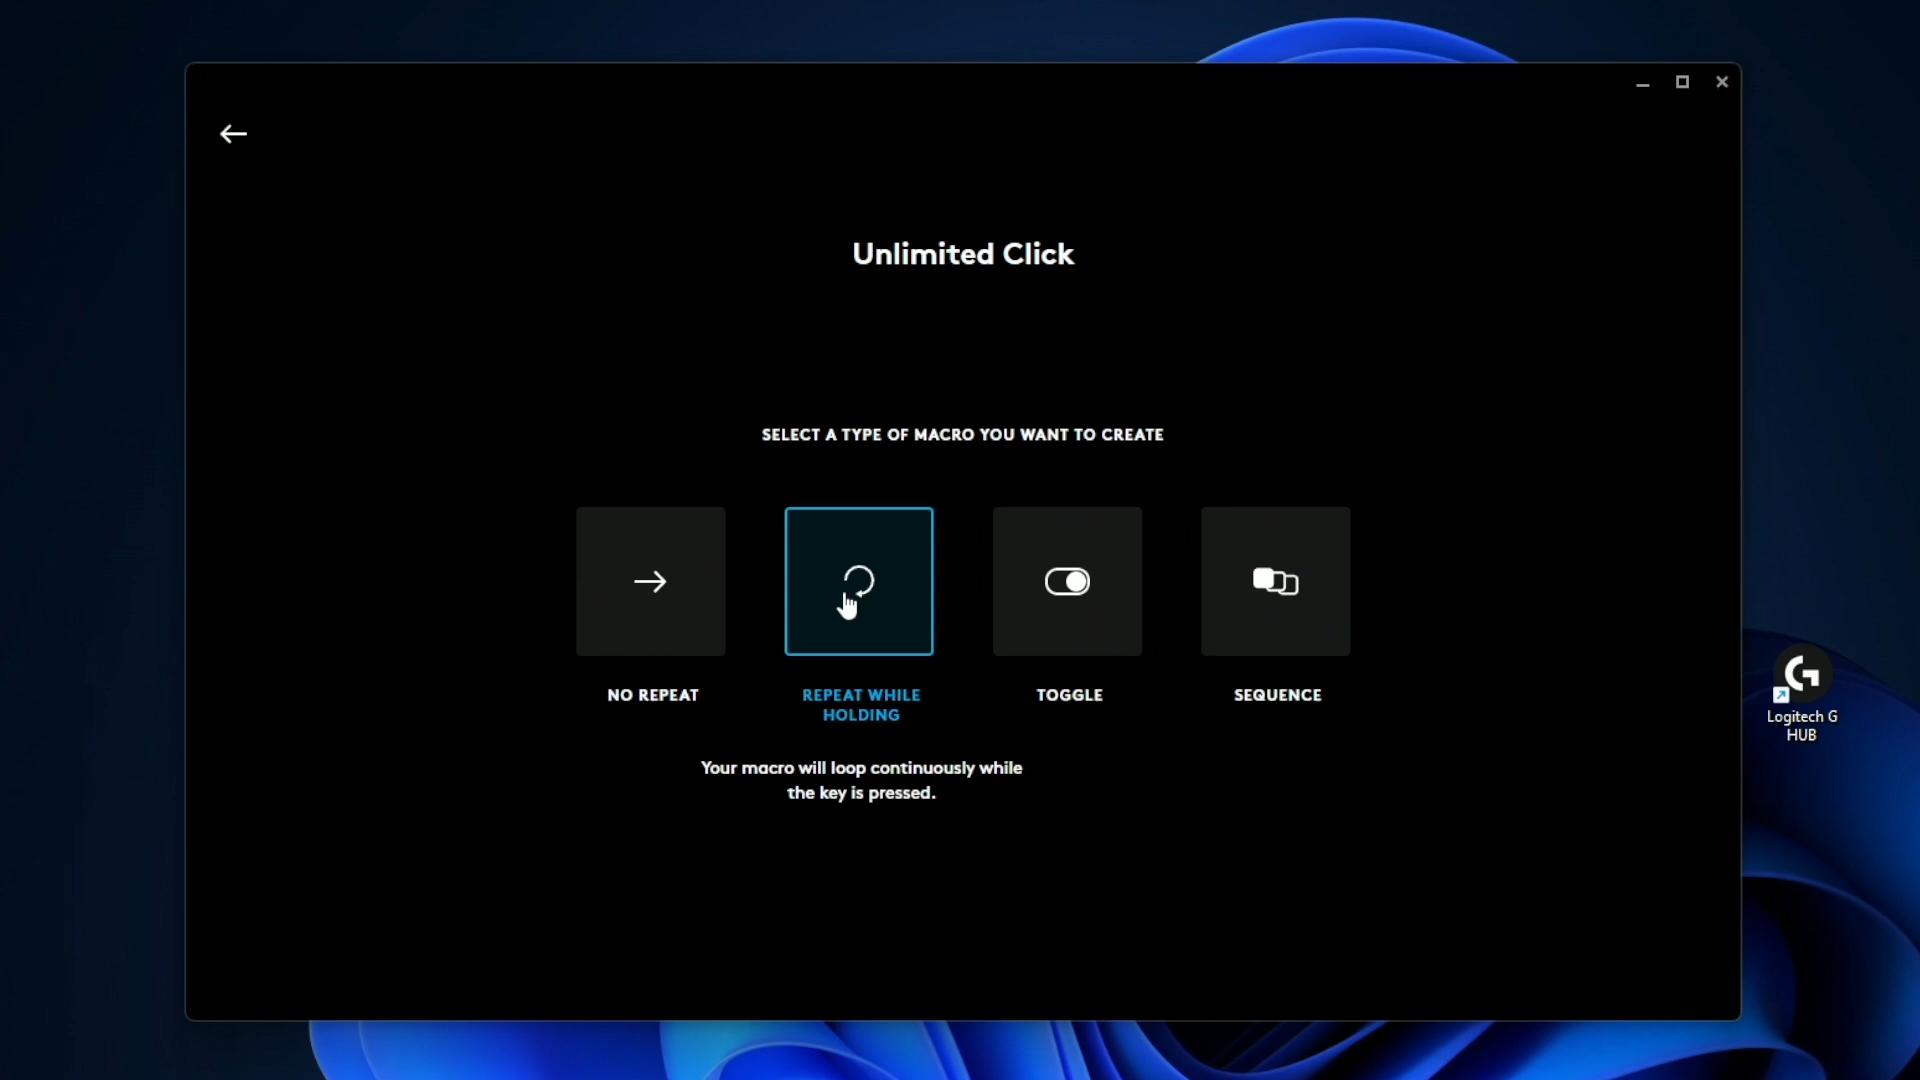 Unlimited Click
SELECT A TYPE OF MACRO YOU WANT TO CREATE
NO REPEAT
REPEAT WHILE
HOLDING
TOGGLE
SEQUENCE
Your macro will loop continuously while
the key is pressed.
Logitech G
HUB